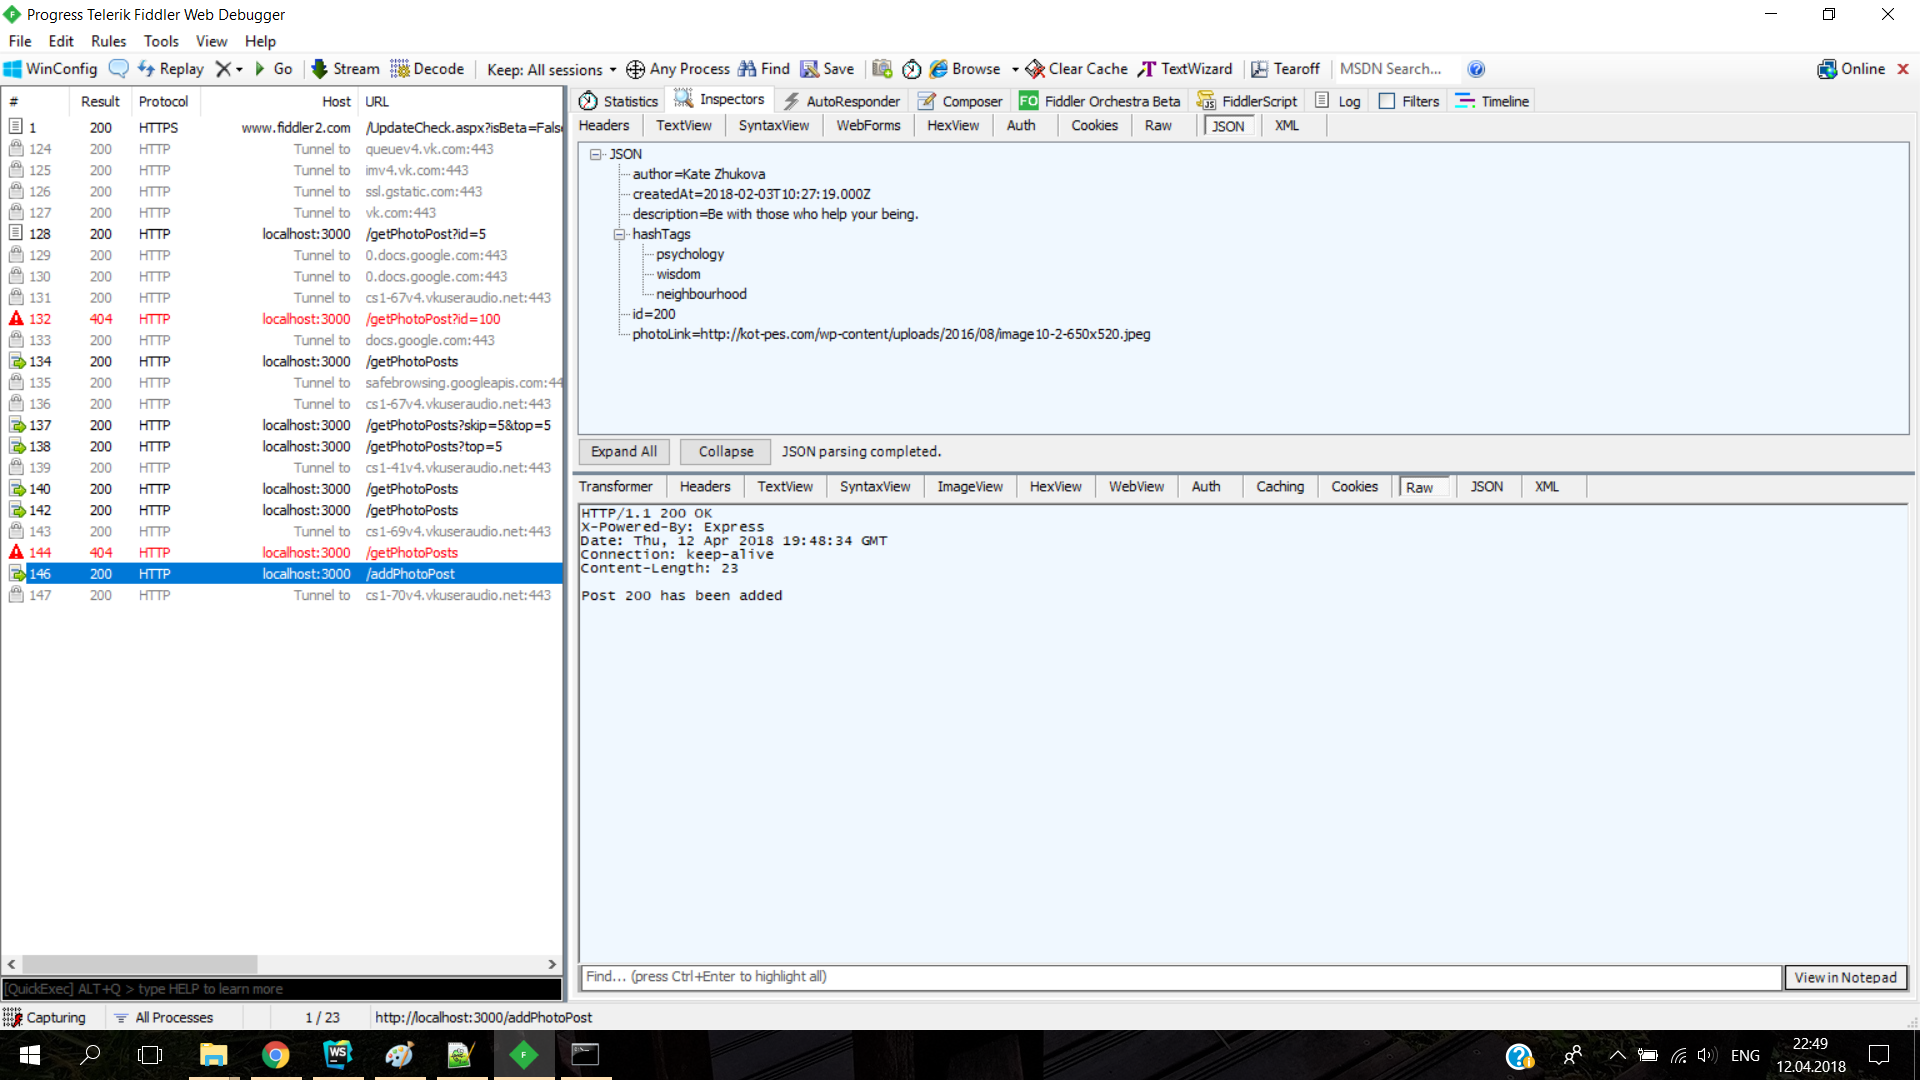 Progress Telerik Fiddler Web Debugger
File Edit Rules Tools View Help
WinConfig Replay Go Stream Decode Keep: All sessions Any Process Find Save Browse Clear Cache TextWizard Tearoff MSDN Search... Online
# Result Protocol Host URL
1 200 HTTPS www.fiddler2.com /UpdateCheck.aspx?isBeta=False
124 200 HTTP Tunnel to queuev4.vk.com:443
125 200 HTTP Tunnel to imv4.vk.com:443
126 200 HTTP Tunnel to ssl.gstatic.com:443
127 200 HTTP Tunnel to vk.com:443
128 200 HTTP localhost:3000 /getPhotoPost?id=5
129 200 HTTP Tunnel to 0.docs.google.com:443
130 200 HTTP Tunnel to 0.docs.google.com:443
131 200 HTTP Tunnel to cs1-67v4.vkuseraudio.net:443
132 404 HTTP localhost:3000 /getPhotoPost?id=100
133 200 HTTP Tunnel to docs.google.com:443
134 200 HTTP localhost:3000 /getPhotoPosts
135 200 HTTP Tunnel to safebrowsing.googleapis.com:44
136 200 HTTP Tunnel to cs1-67v4.vkuseraudio.net:443
137 200 HTTP localhost:3000 /getPhotoPosts?skip=5&top=5
138 200 HTTP localhost:3000 /getPhotoPosts?top=5
139 200 HTTP Tunnel to cs1-41v4.vkuseraudio.net:443
140 200 HTTP localhost:3000 /getPhotoPosts
142 200 HTTP localhost:3000 /getPhotoPosts
143 200 HTTP Tunnel to cs1-69v4.vkuseraudio.net:443
144 404 HTTP localhost:3000 /getPhotoPosts
146 200 HTTP localhost:3000 /addPhotoPost
147 200 HTTP Tunnel to cs1-70v4.vkuseraudio.net:443
[QuickExec] ALT+Q > type HELP to learn more
Statistics Inspectors AutoResponder Composer FO Fiddler Orchestra Beta FiddlerScript Log Filters Timeline
Headers TextView SyntaxView WebForms HexView Auth Cookies Raw JSON XML
JSON
author=Kate Zhukova
createdAt=2018-02-03T10:27:19.000Z
description=Be with those who help your being.
hashTags
psychology
wisdom
neighbourhood
id=200
photoLink=http://kot-pes.com/wp-content/uploads/2016/08/image10-2-650x520.jpeg
Expand All Collapse JSON parsing completed.
Transformer Headers TextView SyntaxView ImageView HexView WebView Auth Caching Cookies Raw JSON XML
HTTP/1.1 200 OK
X-Powered-By: Express
Date: Thu, 12 Apr 2018 19:48:34 GMT
Connection: keep-alive
Content-Length: 23
Post 200 has been added
Find... (press Ctrl+Enter to highlight all) View in Notepad
Capturing All Processes 1 / 23 http://localhost:3000/addPhotoPost
WS F ENG 22:49
12.04.2018